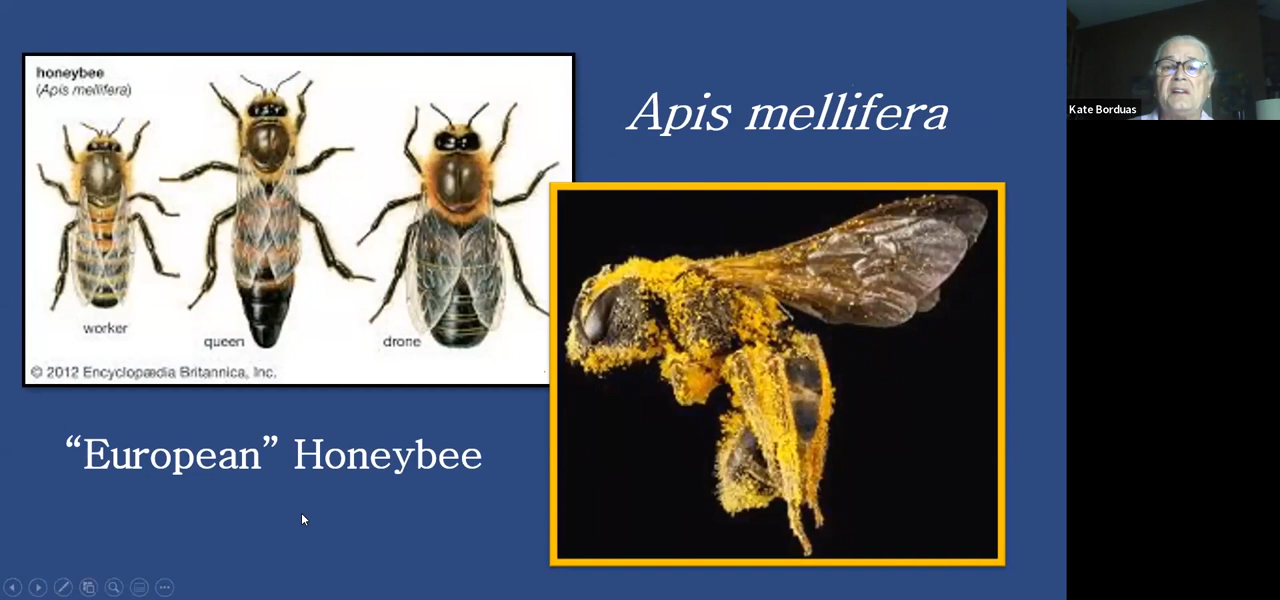 honeybee
(Apis mellifera)
worker
queen
drone
© 2012 Encyclopædia Britannica, Inc.
Apis mellifera
“European” Honeybee
Kate Borduas